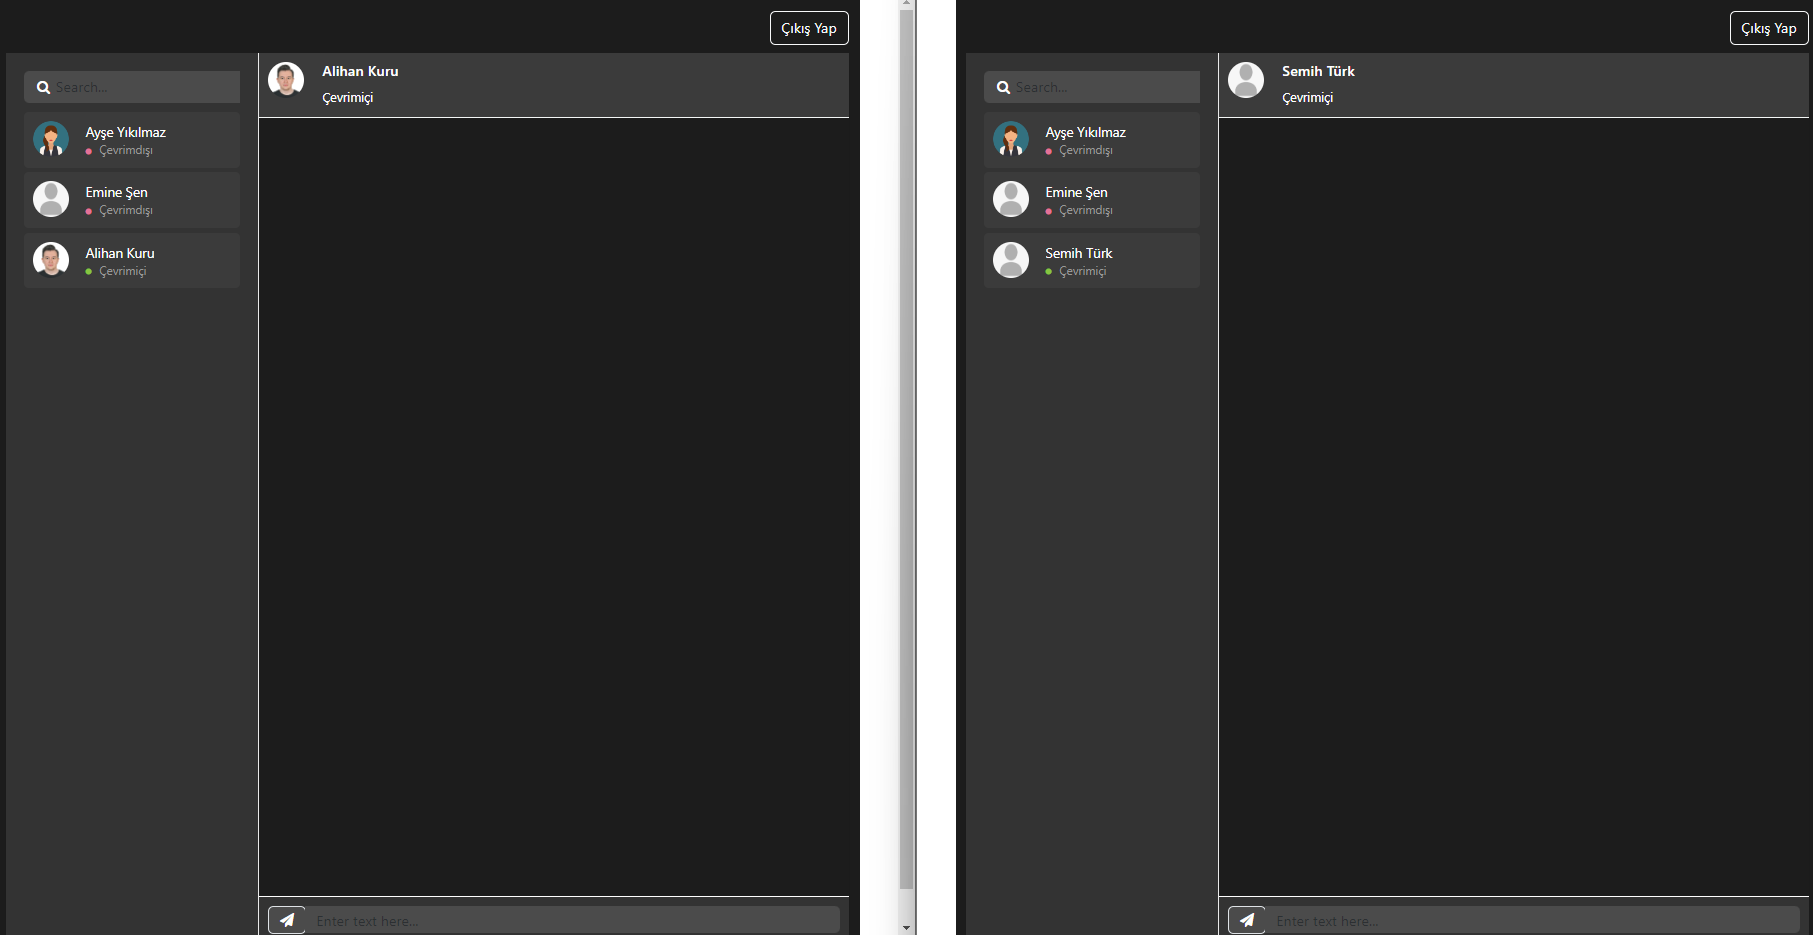 Çıkış Yap
Search...
Ayşe Yıkılmaz
Çevrimdışı
Emine Şen
Çevrimdışı
Alihan Kuru
Çevrimiçi
Alihan Kuru
Çevrimiçi
Enter text here...
Çıkış Yap
Search...
Ayşe Yıkılmaz
Çevrimdışı
Emine Şen
Çevrimdışı
Semih Türk
Çevrimiçi
Semih Türk
Çevrimiçi
Enter text here...